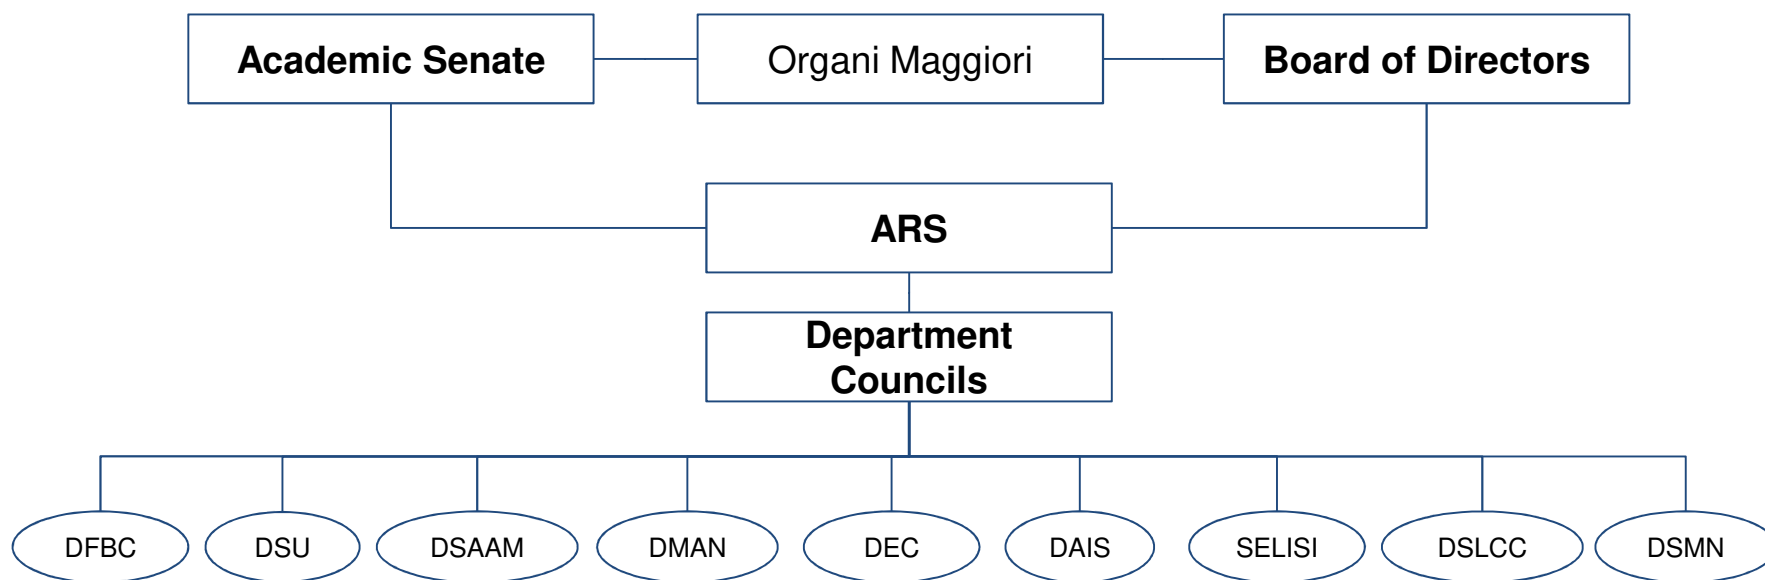 Academic Senate
Organi Maggiori
Board of Directors
ARS
Department
Councils
DFBC
DSU
DSAAM
DMAN
DEC
DAIS
SELISI
DSLCC
DSMN